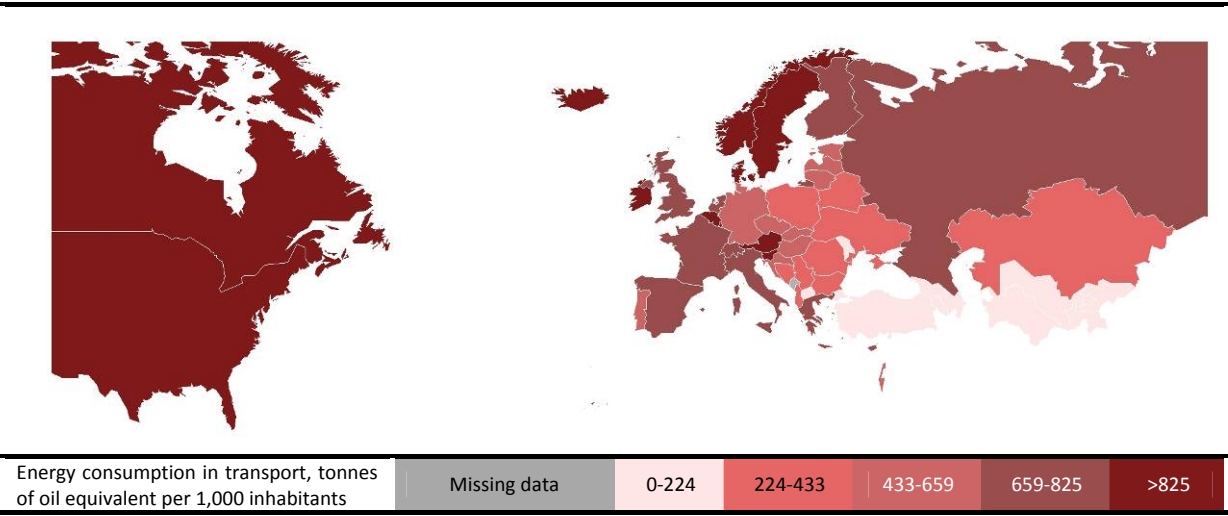 Energy consumption in transport, tonnes
of oil equivalent per 1,000 inhabitants
Missing data
0-224
224-433
433-659
659-825
>825